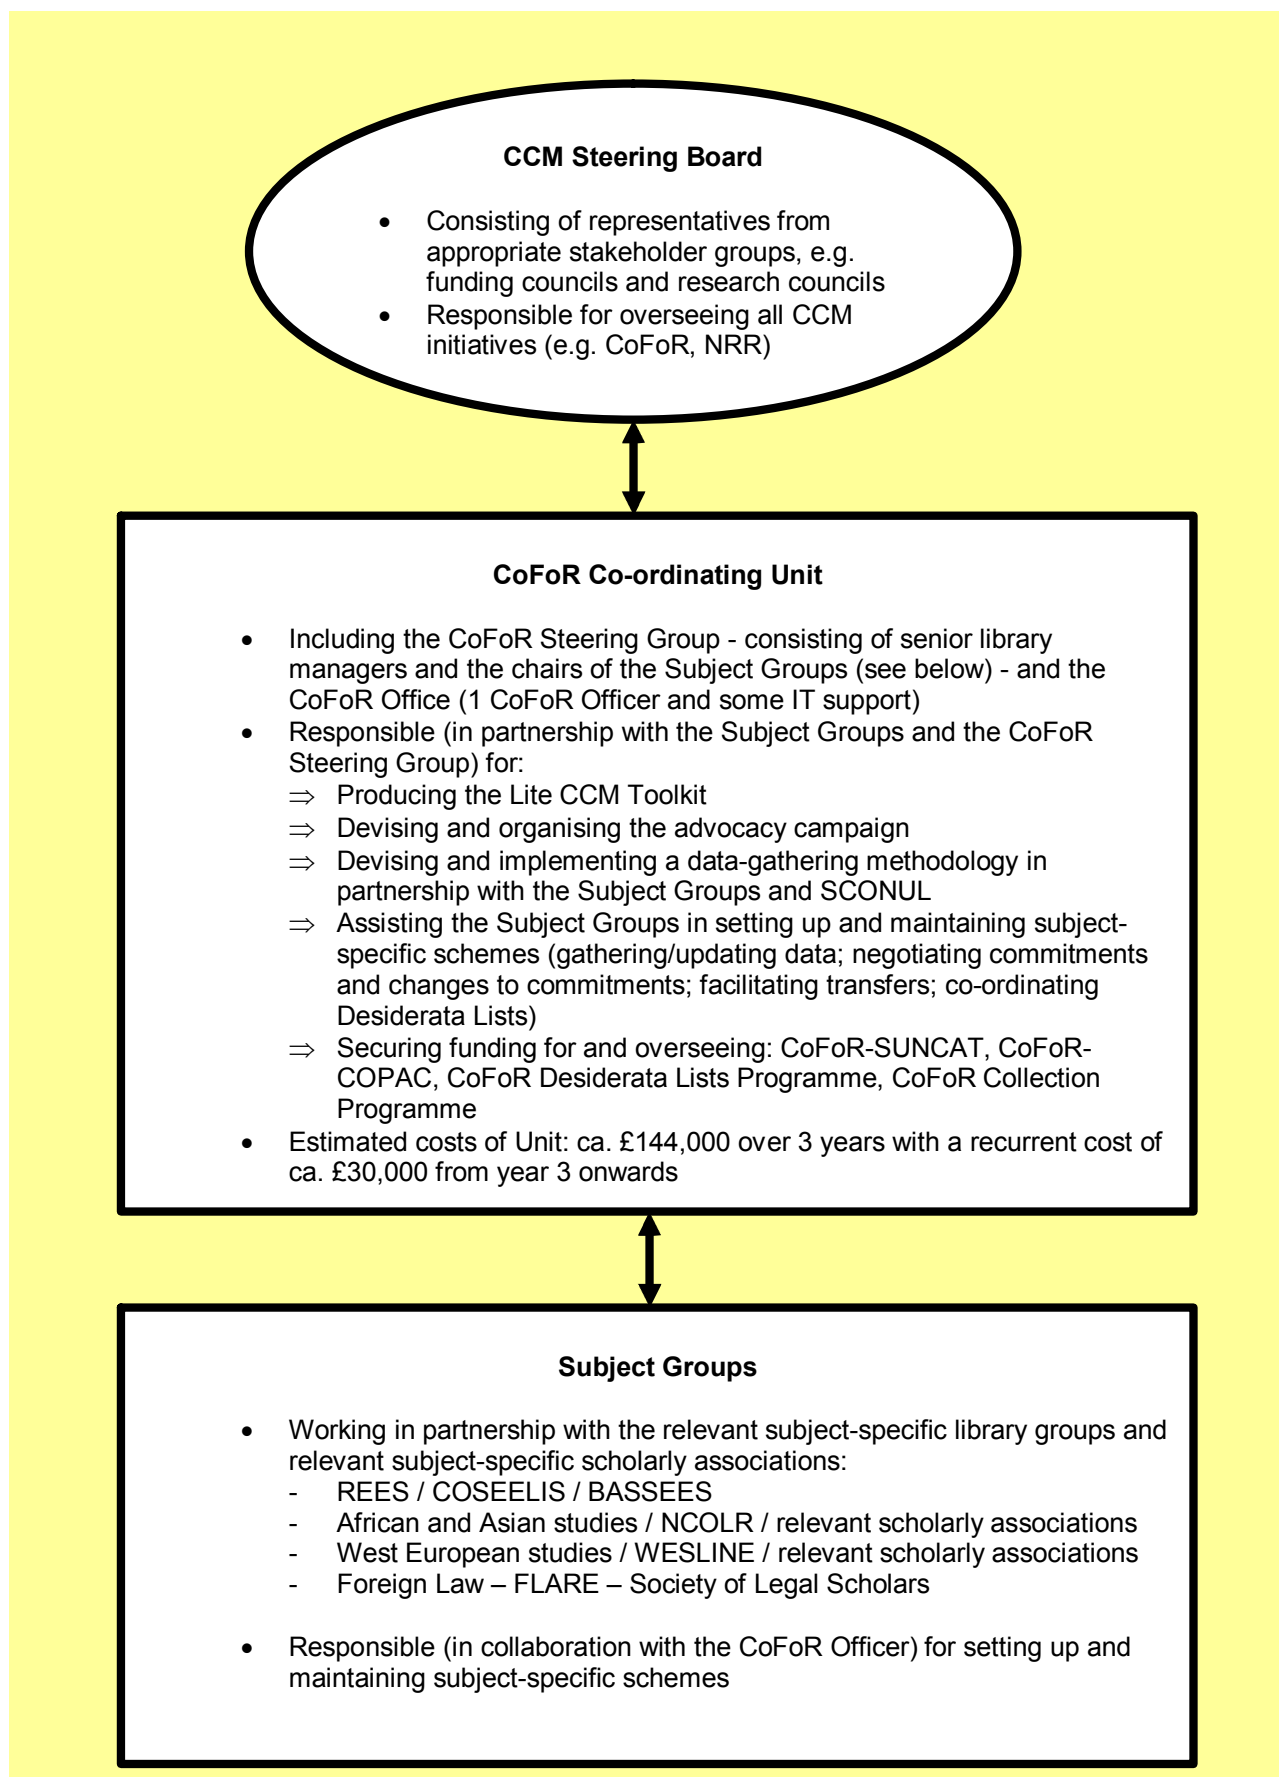 CCM Steering Board
• Consisting of representatives from
appropriate stakeholder groups, e.g.
funding councils and research councils
• Responsible for overseeing all CCM
initiatives (e.g. CoFoR, NRR)
CoFoR Co-ordinating Unit
• Including the CoFoR Steering Group - consisting of senior library
managers and the chairs of the Subject Groups (see below) - and the
CoFoR Office (1 CoFoR Officer and some IT support)
• Responsible (in partnership with the Subject Groups and the CoFoR
Steering Group) for:
⇒ Producing the Lite CCM Toolkit
⇒ Devising and organising the advocacy campaign
⇒ Devising and implementing a data-gathering methodology in
partnership with the Subject Groups and SCONUL
⇒ Assisting the Subject Groups in setting up and maintaining subject-
specific schemes (gathering/updating data; negotiating commitments
and changes to commitments; facilitating transfers; co-ordinating
Desiderata Lists)
⇒ Securing funding for and overseeing: CoFoR-SUNCAT, CoFoR-
COPAC, CoFoR Desiderata Lists Programme, CoFoR Collection
Programme
• Estimated costs of Unit: ca. £144,000 over 3 years with a recurrent cost of
ca. £30,000 from year 3 onwards
Subject Groups
• Working in partnership with the relevant subject-specific library groups and
relevant subject-specific scholarly associations:
- REES / COSEELIS / BASSEES
- African and Asian studies / NCOLR / relevant scholarly associations
- West European studies / WESLINE / relevant scholarly associations
- Foreign Law – FLARE – Society of Legal Scholars
• Responsible (in collaboration with the CoFoR Officer) for setting up and
maintaining subject-specific schemes